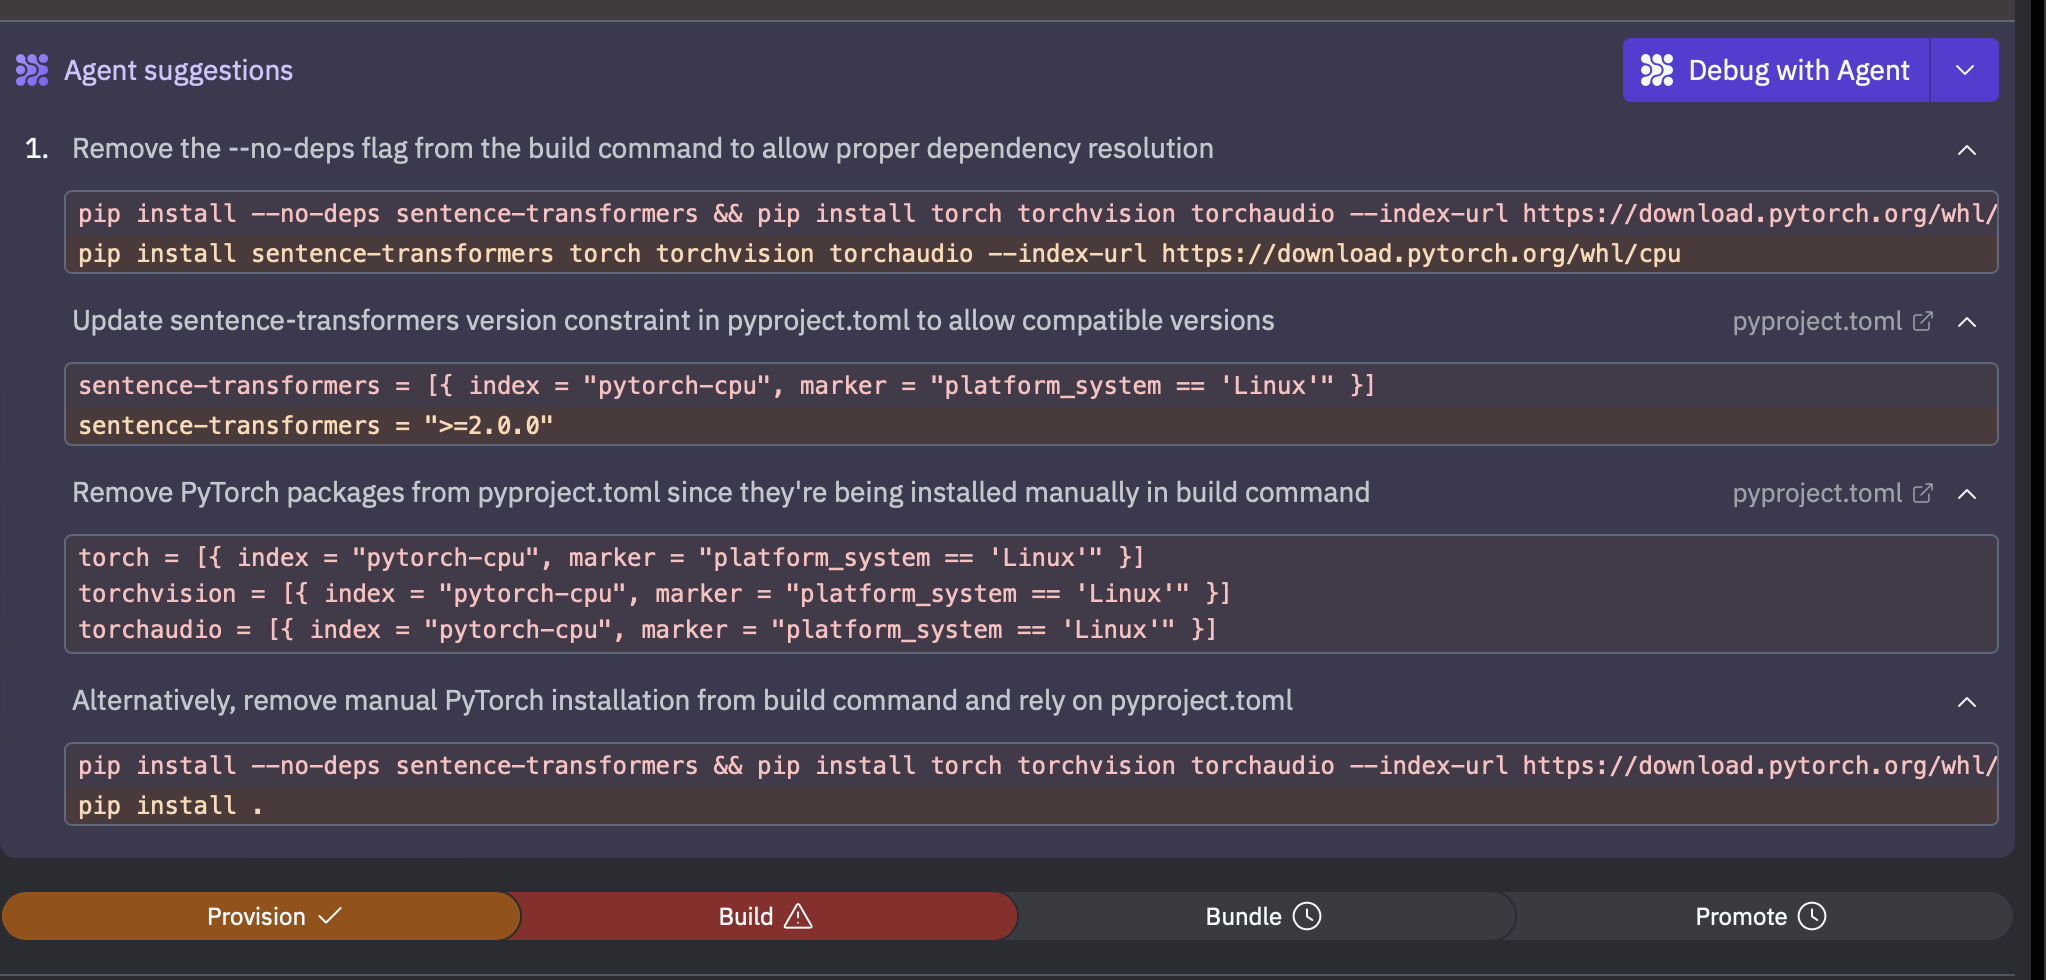 Agent suggestions
Debug with Agent
1. Remove the --no-deps flag from the build command to allow proper dependency resolution
pip install --no-deps sentence-transformers && pip install torch torchvision torchaudio --index-url https://download.pytorch.org/whl/
pip install sentence-transformers torch torchvision torchaudio --index-url https://download.pytorch.org/whl/cpu
Update sentence-transformers version constraint in pyproject.toml to allow compatible versions
pyproject.toml
sentence-transformers = [{ index = "pytorch-cpu", marker = "platform_system == 'Linux'" }]
sentence-transformers = ">=2.0.0"
Remove PyTorch packages from pyproject.toml since they're being installed manually in build command
pyproject.toml
torch = [{ index = "pytorch-cpu", marker = "platform_system == 'Linux'" }]
torchvision = [{ index = "pytorch-cpu", marker = "platform_system == 'Linux'" }]
torchaudio = [{ index = "pytorch-cpu", marker = "platform_system == 'Linux'" }]
Alternatively, remove manual PyTorch installation from build command and rely on pyproject.toml
pip install --no-deps sentence-transformers && pip install torch torchvision torchaudio --index-url https://download.pytorch.org/whl/
pip install .
Provision
Build
Bundle
Promote